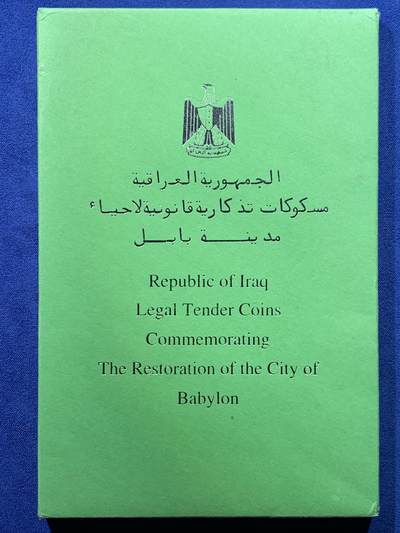 الجمهورية العراقية
مسكوكات تذكارية قانونية لاحياء
مدينة بابل
Republic of Iraq
Legal Tender Coins
Commemorating
The Restoration of the City of
Babylon